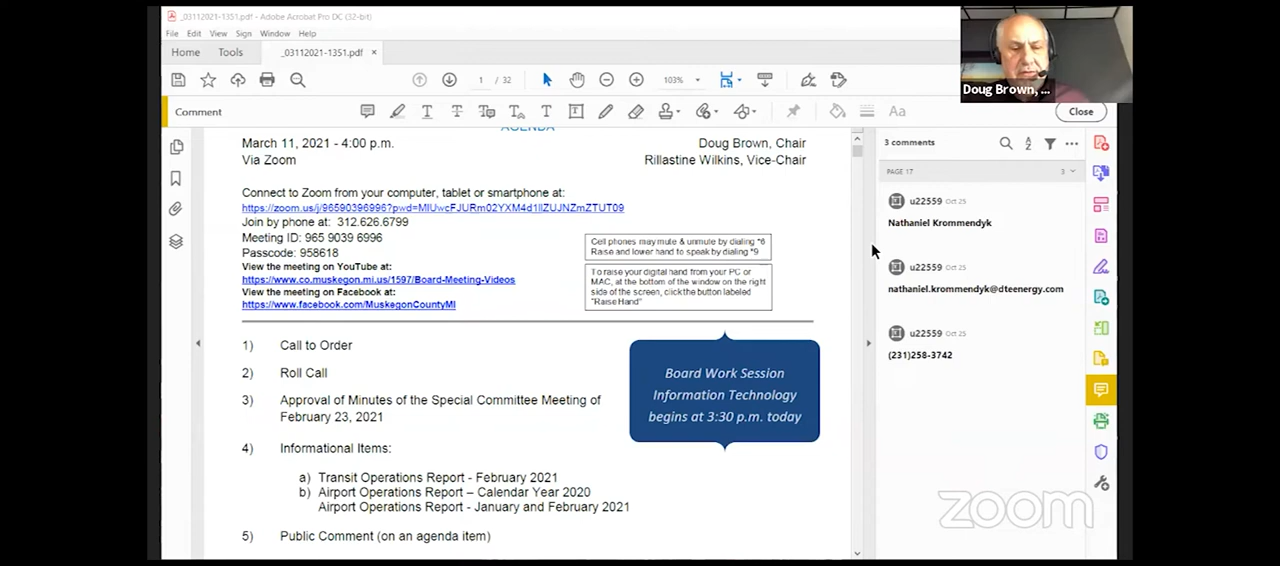 _03112021-1351.pdf - Adobe Acrobat Pro DC (32-bit)
File Edit View Sign Window Help
Home Tools _03112021-1351.pdf ×
1 / 32 103%
Comment Close
Doug Brown, ...
AGENDA
March 11, 2021 - 4:00 p.m. Doug Brown, Chair
Via Zoom Rillastine Wilkins, Vice-Chair
Connect to Zoom from your computer, tablet or smartphone at:
https://zoom.us/j/96590396996?pwd=MlUwcFJURm02YXM4d1llZUJNZmZTUT09
Join by phone at: 312.626.6799
Meeting ID: 965 9039 6996
Passcode: 958618
View the meeting on YouTube at:
https://www.co.muskegon.mi.us/1597/Board-Meeting-Videos
View the meeting on Facebook at:
https://www.facebook.com/MuskegonCountyMI
Cell phones may mute & unmute by dialing *6
Raise and lower hand to speak by dialing *9
To raise your digital hand from your PC or
MAC, at the bottom of the window on the right
side of the screen, click the button labeled
"Raise Hand"
1) Call to Order
2) Roll Call
3) Approval of Minutes of the Special Committee Meeting of
February 23, 2021
4) Informational Items:
a) Transit Operations Report - February 2021
b) Airport Operations Report – Calendar Year 2020
Airport Operations Report - January and February 2021
5) Public Comment (on an agenda item)
Board Work Session
Information Technology
begins at 3:30 p.m. today
3 comments
PAGE 17 3
u22559 Oct 25
Nathaniel Krommendyk
u22559 Oct 25
nathaniel.krommendyk@dteenergy.com
u22559 Oct 25
(231)258-3742
zoom